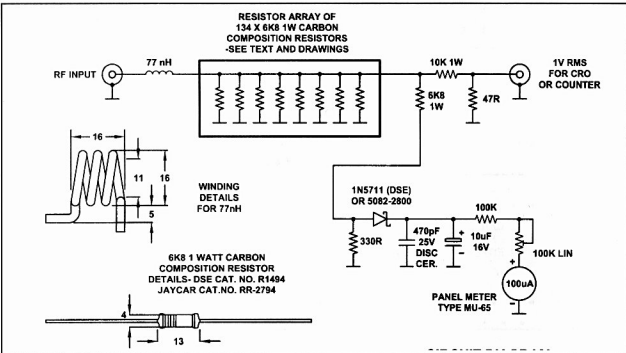 RESISTOR ARRAY OF
134 X 6K8 1W CARBON
COMPOSITION RESISTORS
-SEE TEXT AND DRAWINGS
RF INPUT
77 nH
10K 1W
1V RMS
FOR CRO
OR COUNTER
6K8
1W
47R
16
11
16
5
WINDING
DETAILS
FOR 77nH
1N5711 (DSE)
OR 5082-2800
330R
470pF
25V
DISC
CER.
+
10uF
16V
-
100K
100K LIN
+
100uA
-
PANEL METER
TYPE MU-65
6K8 1 WATT CARBON
COMPOSITION RESISTOR
DETAILS- DSE CAT. NO. R1494
JAYCAR CAT.NO. RR-2794
4
13